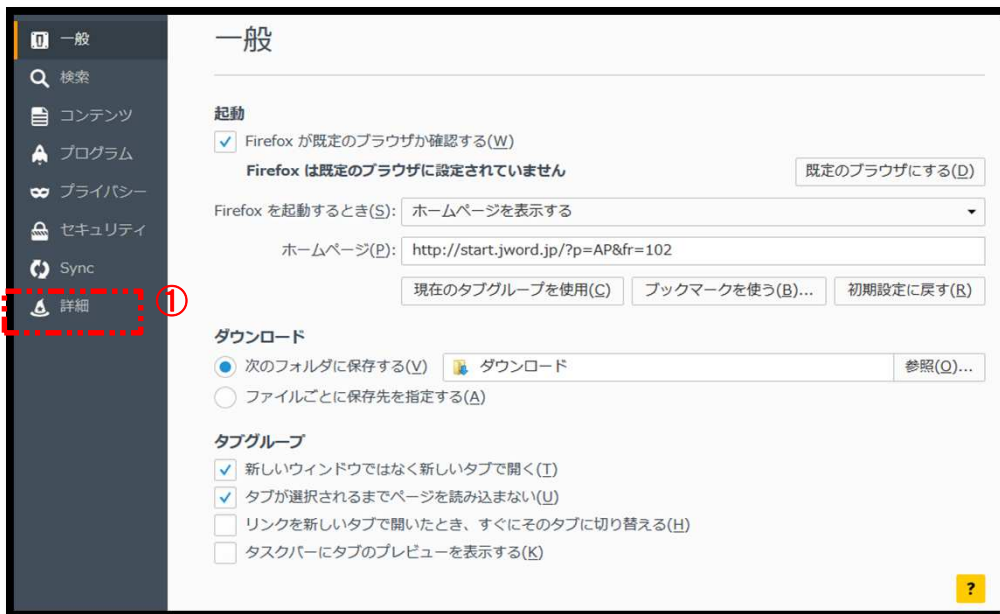 一般
検索
コンテンツ
プログラム
プライバシー
セキュリティ
Sync
詳細
①
一般
起動
Firefox が既定のブラウザか確認する(W)
Firefox は既定のブラウザに設定されていません
既定のブラウザにする(D)
Firefox を起動するとき(S): ホームページを表示する
ホームページ(P): http://start.jword.jp/?p=AP&fr=102
現在のタブグループを使用(C) ブックマークを使う(B)... 初期設定に戻す(R)
ダウンロード
次のフォルダに保存する(V) ダウンロード 参照(O)...
ファイルごとに保存先を指定する(A)
タブグループ
新しいウィンドウではなく新しいタブで開く(T)
タブが選択されるまでページを読み込まない(U)
リンクを新しいタブで開いたとき、すぐにそのタブに切り替える(H)
タスクバーにタブのプレビューを表示する(K)
?